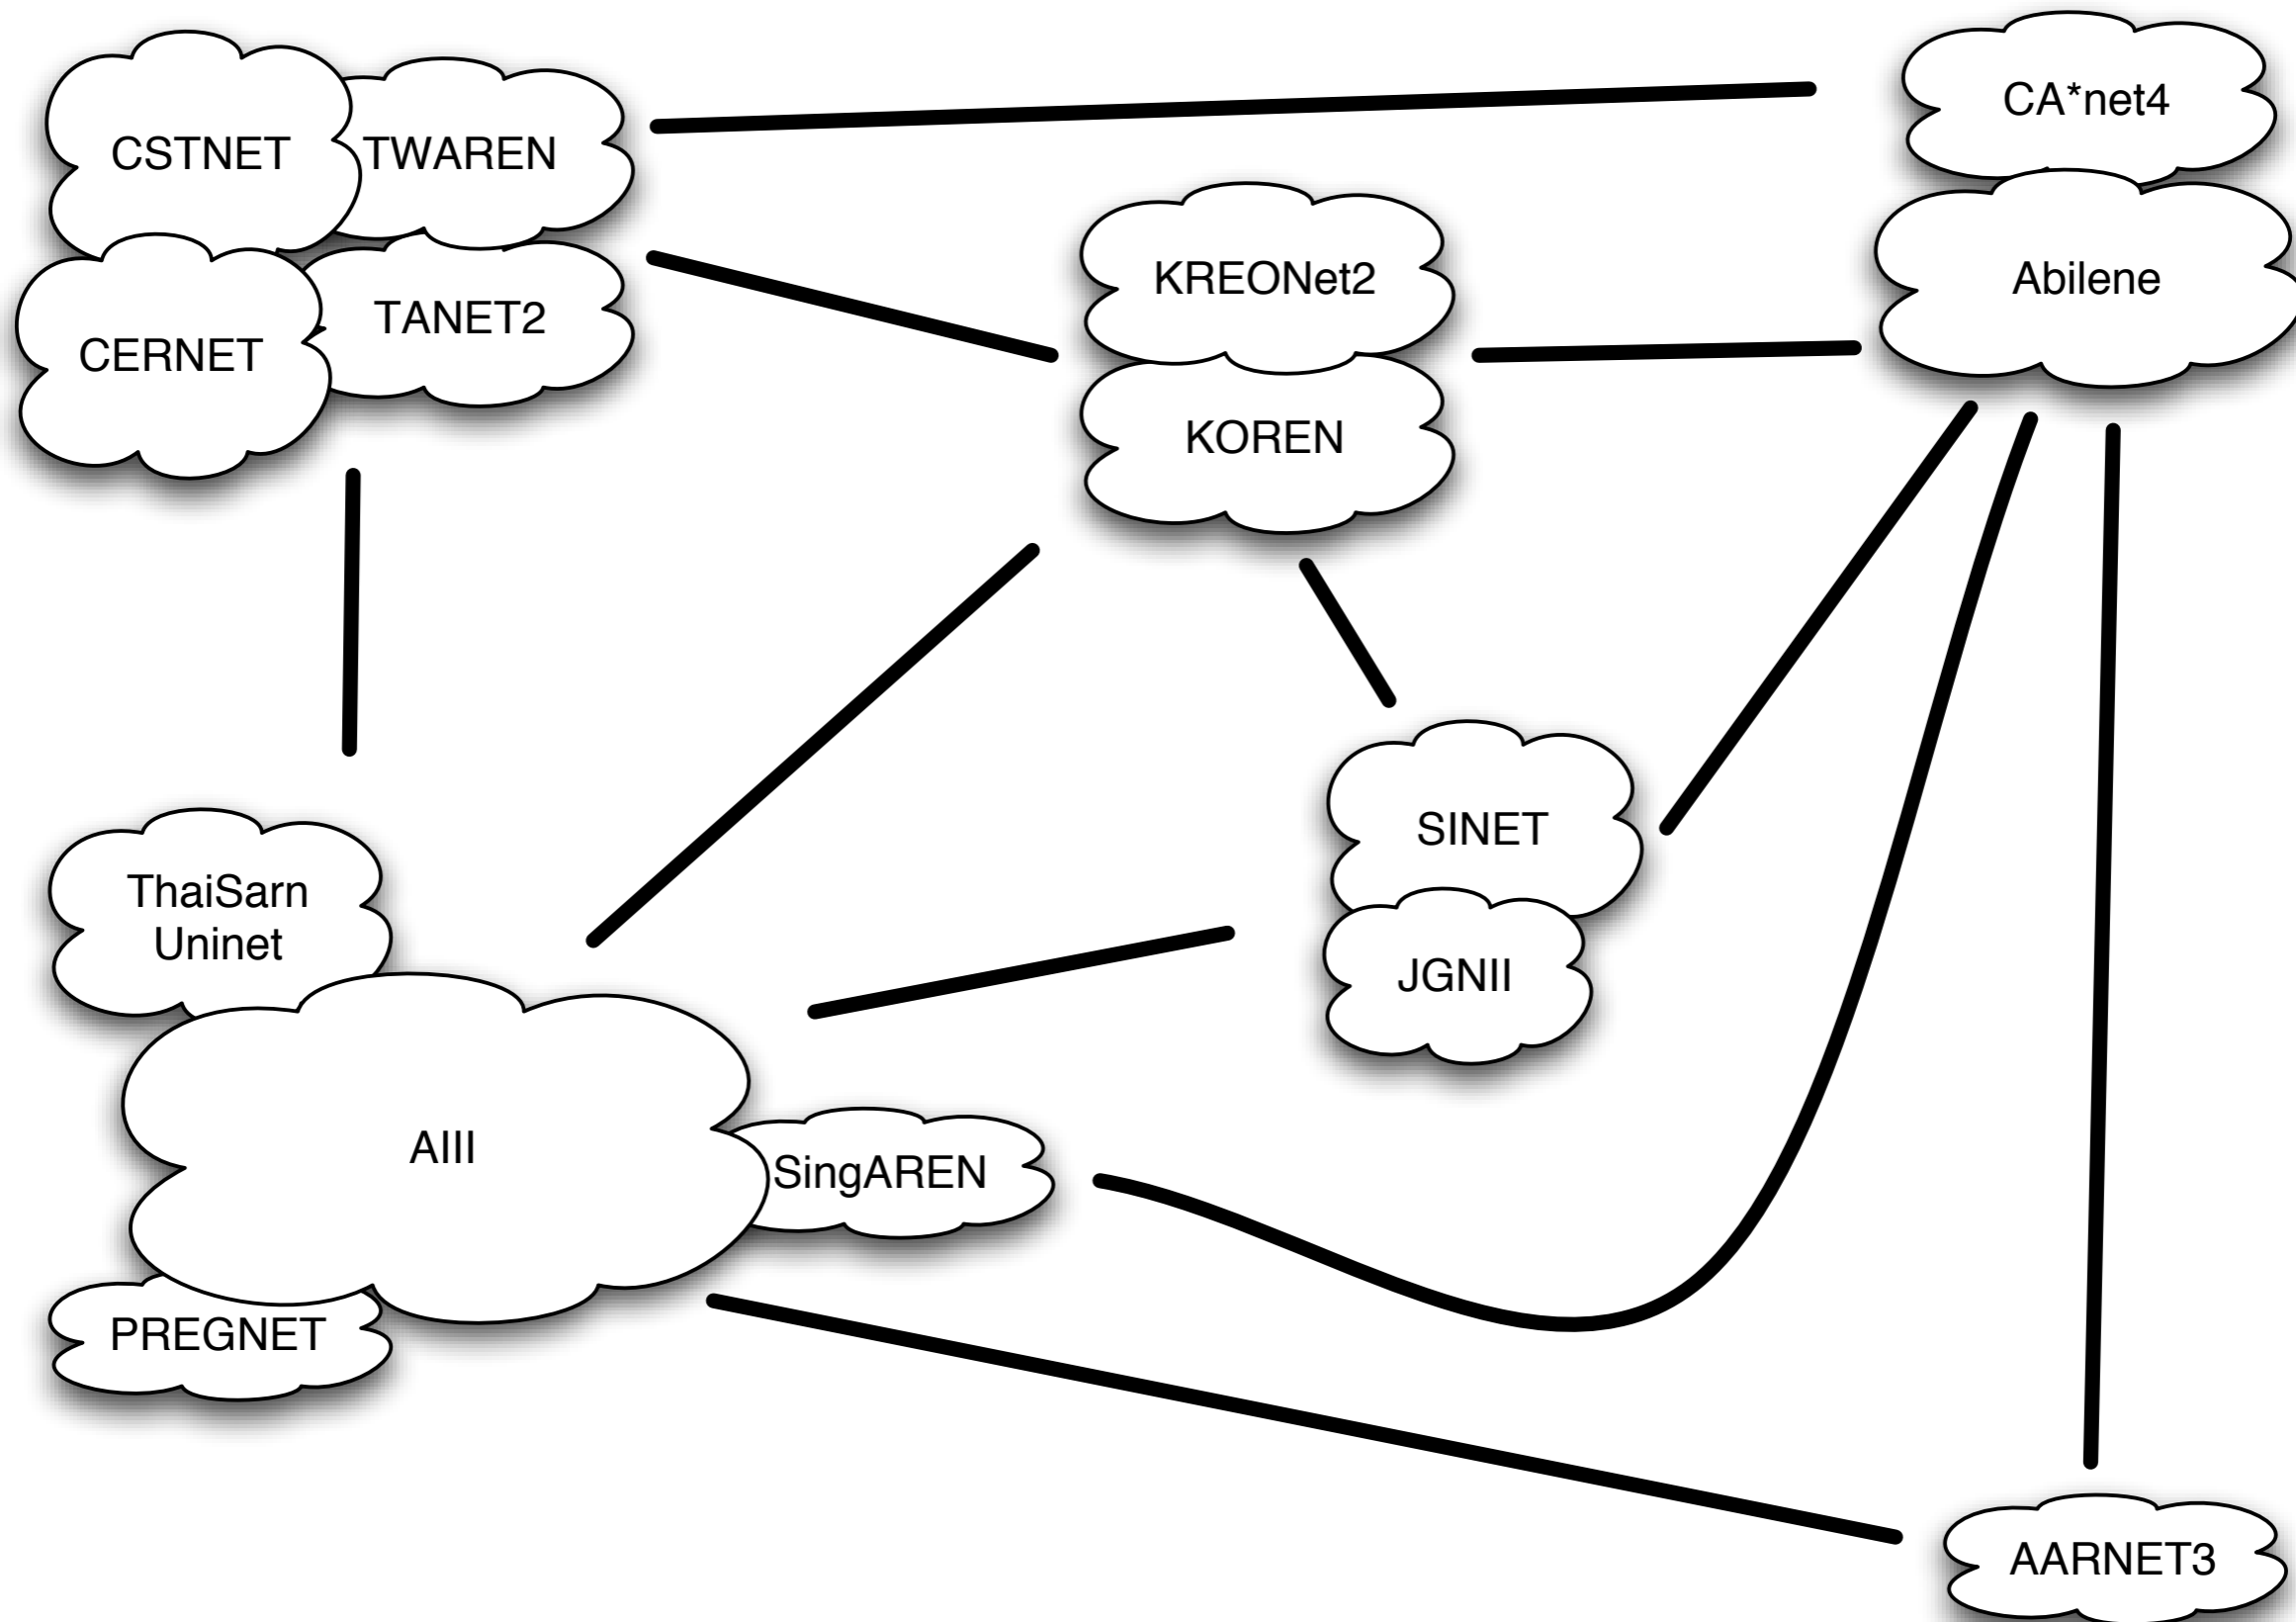 CSTNET
TWAREN
CA*net4
CERNET
TANET2
KREONet2
KOREN
Abilene
SINET
JGNII
ThaiSarn
Uninet
AIII
SingAREN
PREGNET
AARNET3